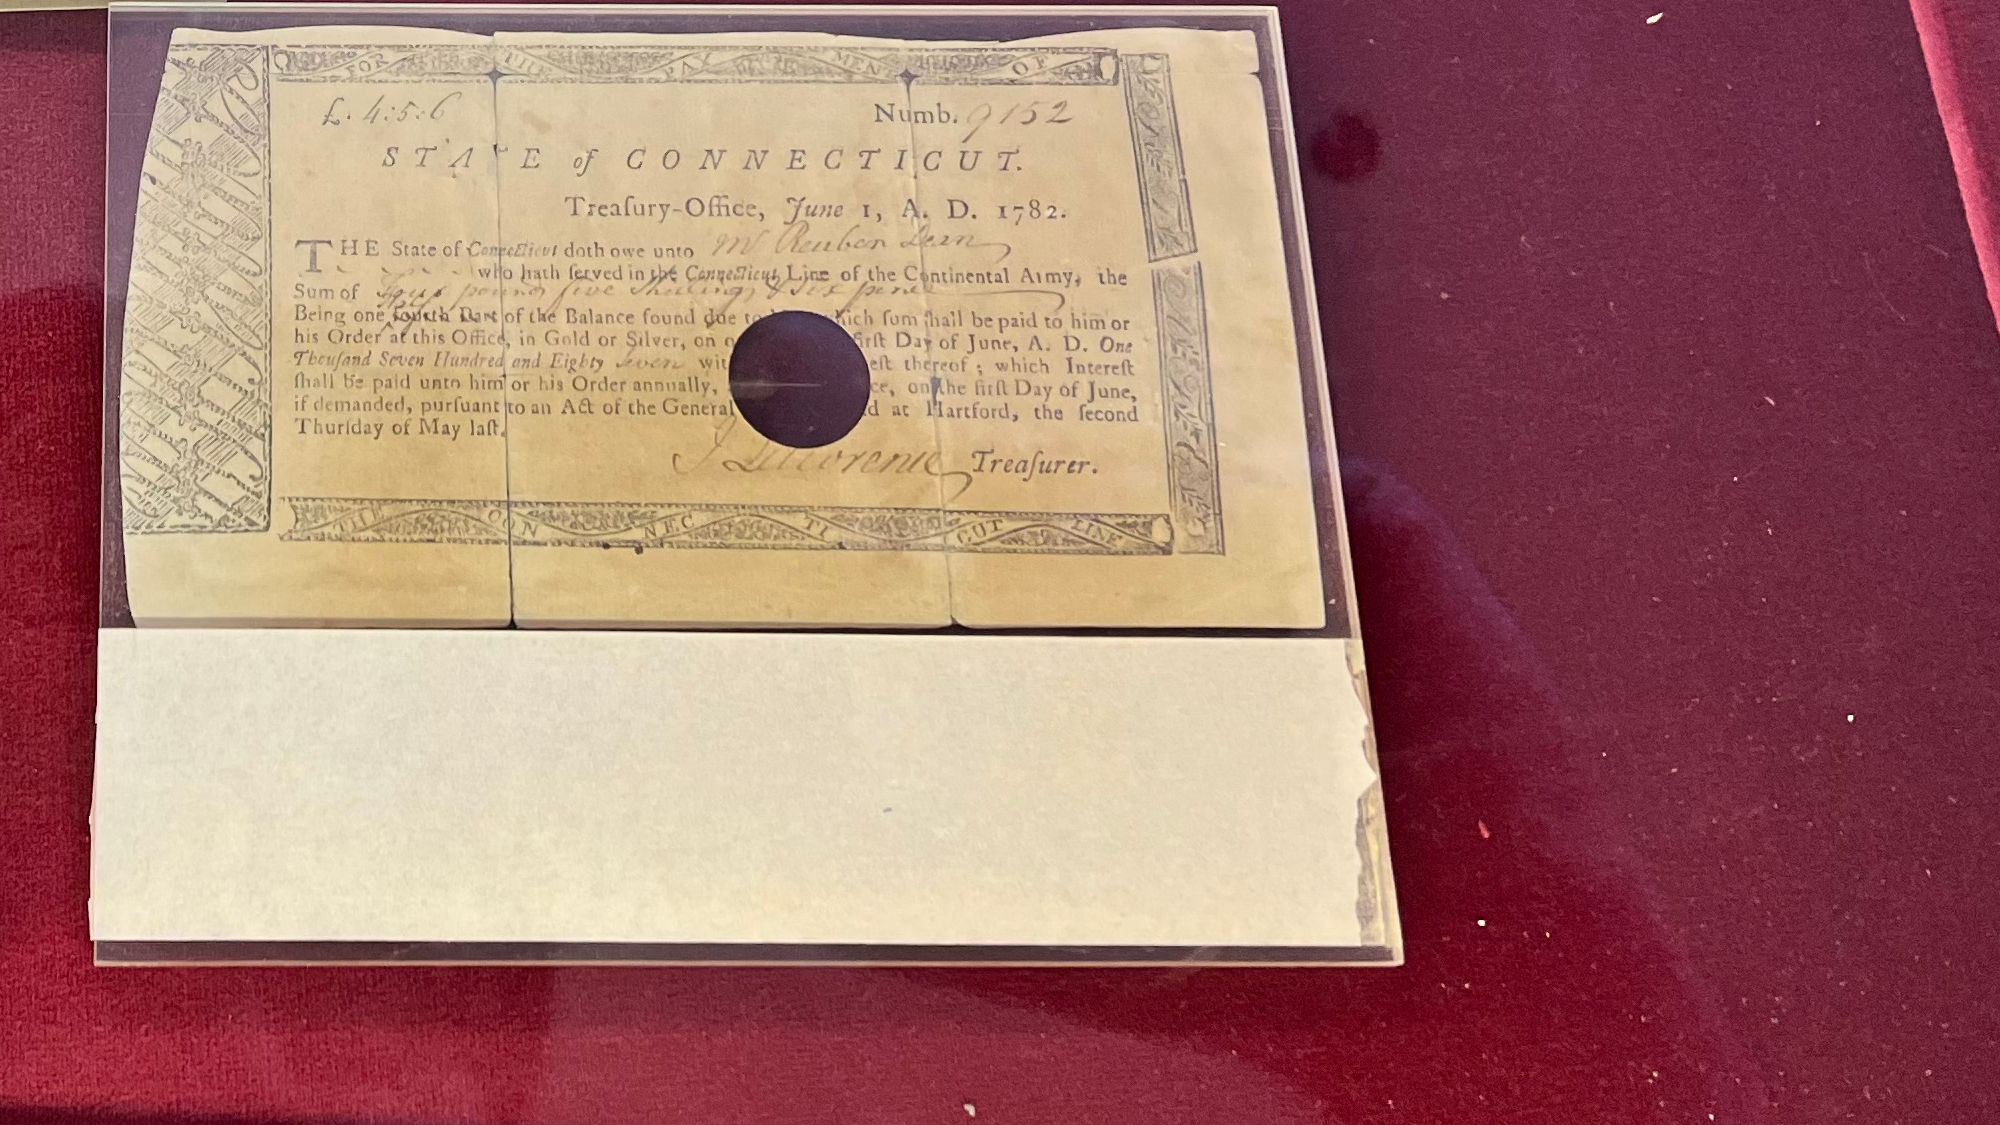 FOR THE PAY MENT OF
£. 4:5:6
Numb. 9152
STATE of CONNECTICUT.
Treaſury-Office, June 1, A. D. 1782.
THE State of Connecticut doth owe unto Mr Reuben Dean
who hath ſerved in the Connecticut Line of the Continental Army, the
Sum of Four pounds five Shillings & Six pence
Being one fourth Part of the Balance found due to which ſum ſhall be paid to him or
his Order at this Office, in Gold or Silver, on firſt Day of June, A. D. One
Thouſand Seven Hundred and Eighty Seven thereof ; which Intereſt
ſhall be paid unto him or his Order annually, on the firſt Day of June,
if demanded, purſuant to an Act of the General at Hartford, the ſecond
Thurſday of May laſt.
Treaſurer.
THE CON NEC TI CUT LINE